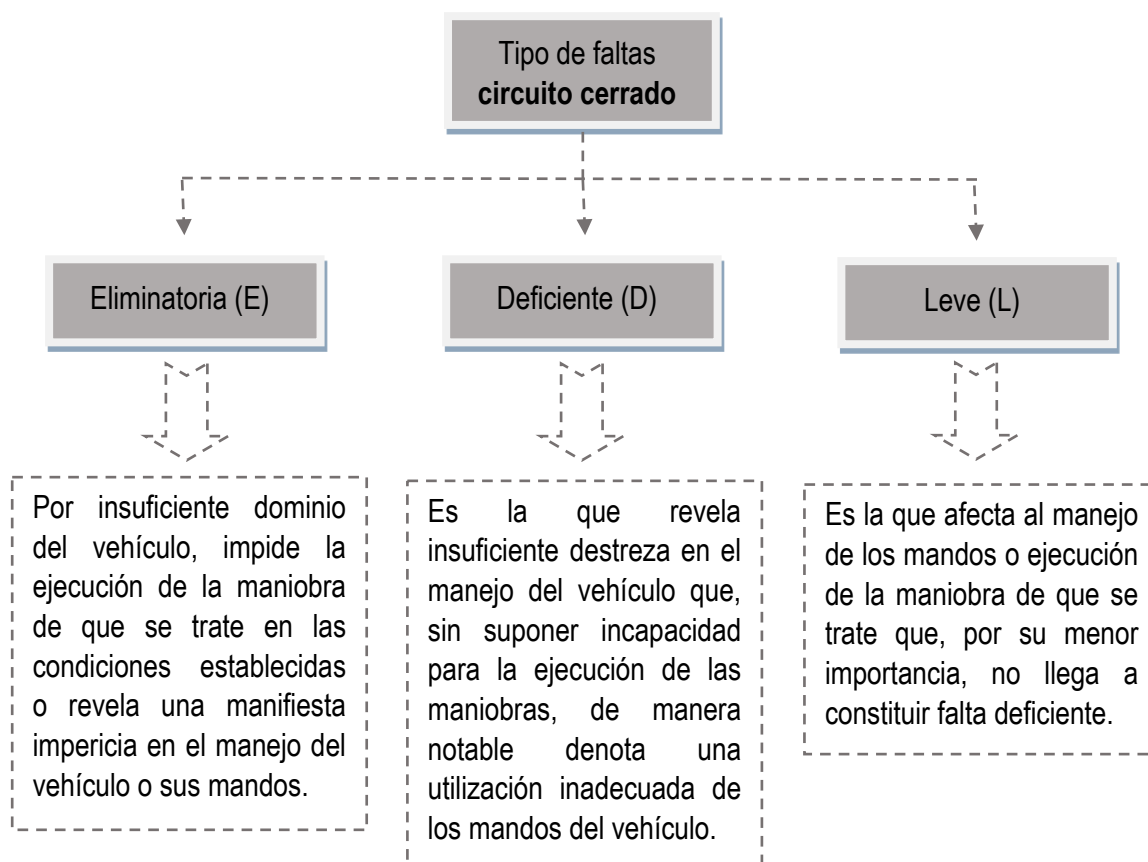 Tipo de faltas
circuito cerrado
Eliminatoria (E)
Deficiente (D)
Leve (L)
Por insuficiente dominio
del vehículo, impide la
ejecución de la maniobra
de que se trate en las
condiciones establecidas
o revela una manifiesta
impericia en el manejo del
vehículo o sus mandos.
Es la que revela
insuficiente destreza en el
manejo del vehículo que,
sin suponer incapacidad
para la ejecución de las
maniobras, de manera
notable denota una
utilización inadecuada de
los mandos del vehículo.
Es la que afecta al manejo
de los mandos o ejecución
de la maniobra de que se
trate que, por su menor
importancia, no llega a
constituir falta deficiente.